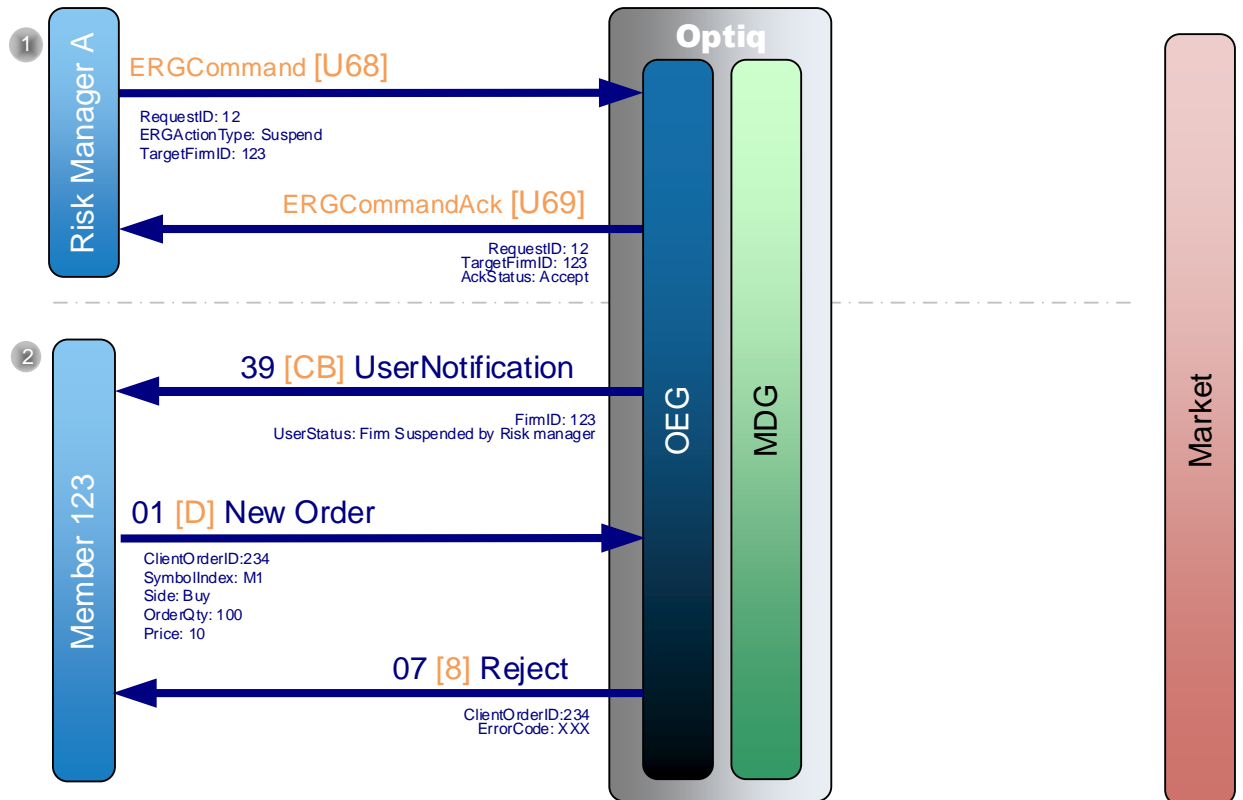 Optiq
1
Risk Manager A
ERGCommand [U68]
RequestID: 12
ERGActionType: Suspend
TargetFirmID: 123
ERGCommandAck [U69]
RequestID: 12
TargetFirmID: 123
AckStatus: Accept
OEG
MDG
Market
2
Member 123
39 [CB] UserNotification
FirmID: 123
UserStatus: Firm Suspended by Risk manager
01 [D] New Order
ClientOrderID:234
SymbolIndex: M1
Side: Buy
OrderQty: 100
Price: 10
07 [8] Reject
ClientOrderID:234
ErrorCode: XXX